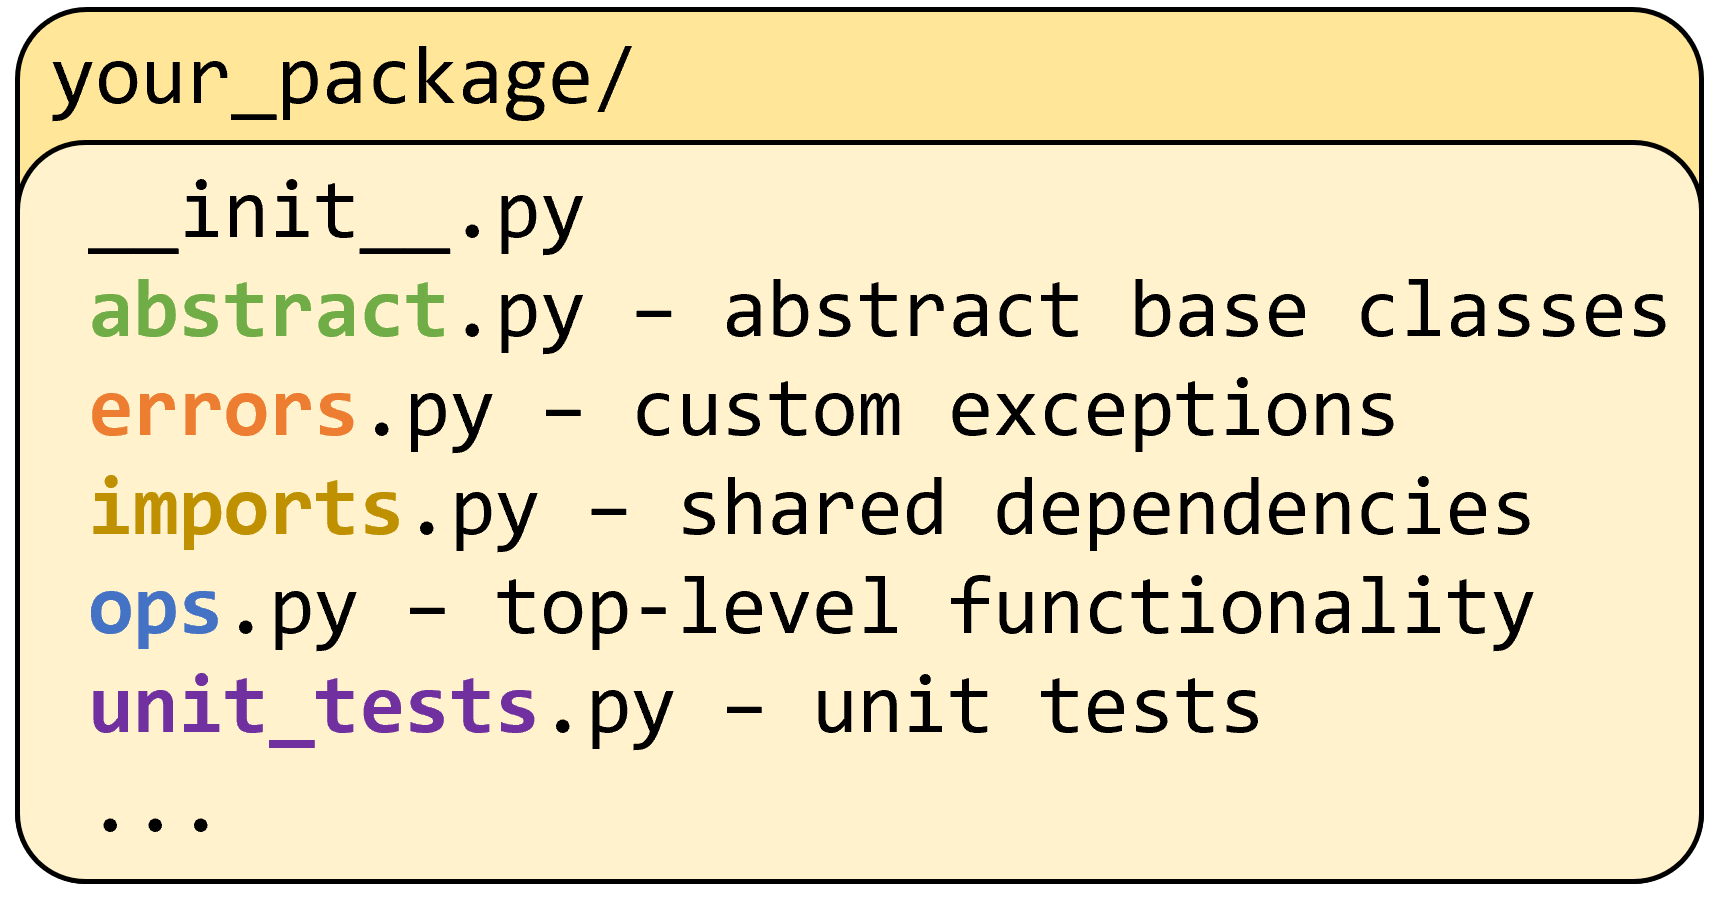 your_package/
__init__.py
abstract.py – abstract base classes
errors.py – custom exceptions
imports.py – shared dependencies
ops.py – top-level functionality
unit_tests.py – unit tests
...